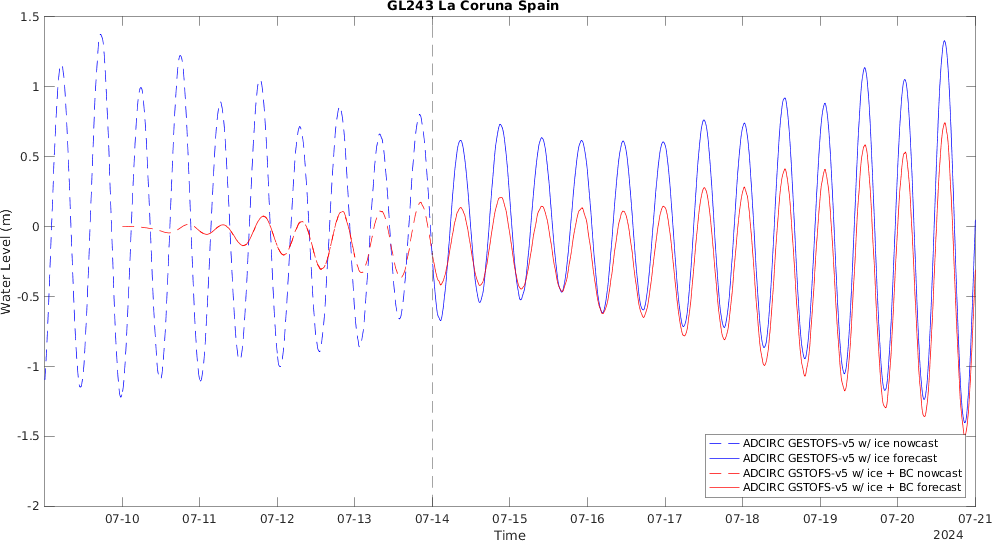 GL243 La Coruna Spain
1.5
1
0.5
0
-0.5
-1
-1.5
-2
Water Level (m)
07-10 07-11 07-12 07-13 07-14 07-15 07-16 07-17 07-18 07-19 07-20 07-21
Time
2024
ADCIRC GESTOFS-v5 w/ ice nowcast
ADCIRC GESTOFS-v5 w/ ice forecast
ADCIRC GSTOFS-v5 w/ ice + BC nowcast
ADCIRC GSTOFS-v5 w/ ice + BC forecast